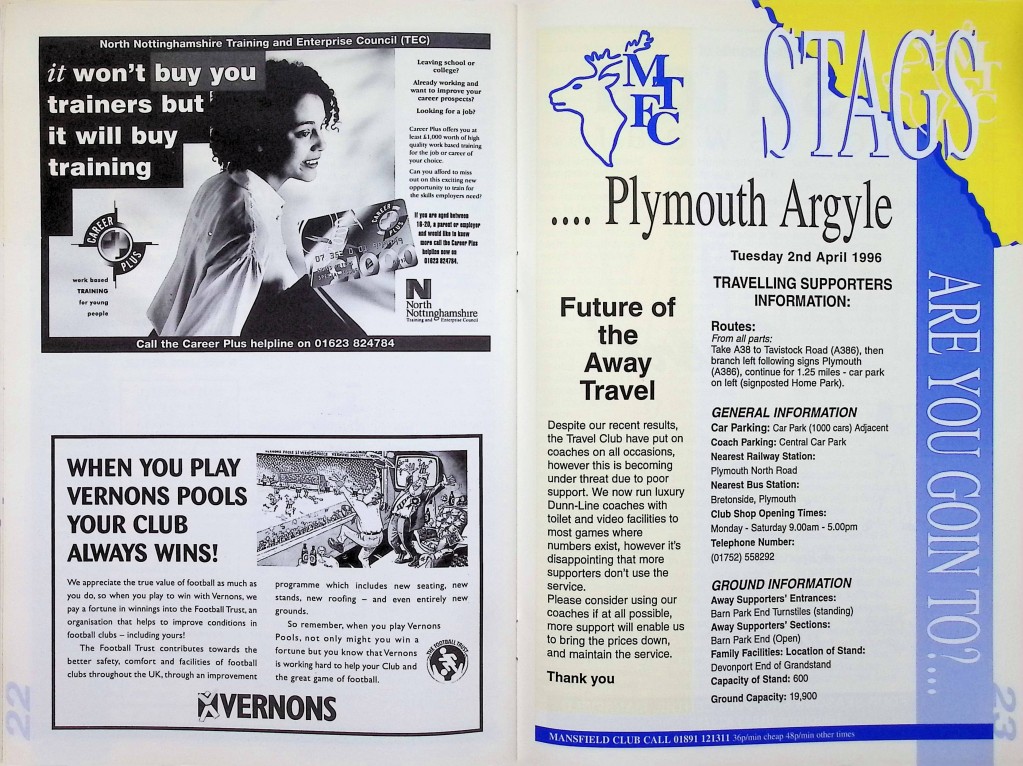 North Nottinghamshire Training and Enterprise Council (TEC)
it won't buy you
trainers but
it will buy
training
Leaving school or
college?
Already working and
want to improve your
career prospects?
Looking for a job?
Career Plus offers you at
least £1,000 worth of high
quality work based training
for the job or career of
your choice.
Can you afford to miss
out on this exciting new
opportunity to train for
the skills employers need?
If you are aged between
16-20, a parent or employer
and would like to know
more call the Career Plus
helpline now on
01623 824784.
CAREER
PLUS
work based
TRAINING
for young
people
CAREER
PLUS
1000
N
North
Nottinghamshire
Training and Enterprise Council
Call the Career Plus helpline on 01623 824784
WHEN YOU PLAY
VERNONS POOLS
YOUR CLUB
ALWAYS WINS!
We appreciate the true value of football as much as
you do, so when you play to win with Vernons, we
pay a fortune in winnings into the Football Trust, an
organisation that helps to improve conditions in
football clubs – including yours!
The Football Trust contributes towards the
better safety, comfort and facilities of football
clubs throughout the UK, through an improvement
programme which includes new seating, new
stands, new roofing – and even entirely new
grounds.
So remember, when you play Vernons
Pools, not only might you win a
fortune but you know that Vernons
is working hard to help your Club and
the great game of football.
THE FOOTBALL TRUST
VERNONS
22
MTFC
STAGS
.... Plymouth Argyle
Tuesday 2nd April 1996
Future of
the
Away
Travel
Despite our recent results,
the Travel Club have put on
coaches on all occasions,
however this is becoming
under threat due to poor
support. We now run luxury
Dunn-Line coaches with
toilet and video facilities to
most games where
numbers exist, however it's
disappointing that more
supporters don't use the
service.
Please consider using our
coaches if at all possible,
more support will enable us
to bring the prices down,
and maintain the service.
Thank you
TRAVELLING SUPPORTERS
INFORMATION:
Routes:
From all parts:
Take A38 to Tavistock Road (A386), then
branch left following signs Plymouth
(A386), continue for 1.25 miles - car park
on left (signposted Home Park).
GENERAL INFORMATION
Car Parking: Car Park (1000 cars) Adjacent
Coach Parking: Central Car Park
Nearest Railway Station:
Plymouth North Road
Nearest Bus Station:
Bretonside, Plymouth
Club Shop Opening Times:
Monday - Saturday 9.00am - 5.00pm
Telephone Number:
(01752) 558292
GROUND INFORMATION
Away Supporters' Entrances:
Barn Park End Turnstiles (standing)
Away Supporters' Sections:
Barn Park End (Open)
Family Facilities: Location of Stand:
Devonport End of Grandstand
Capacity of Stand: 600
Ground Capacity: 19,900
ARE YOU GOIN TO?....
MANSFIELD CLUB CALL 01891 121311 36p/min cheap 48p/min other times
23